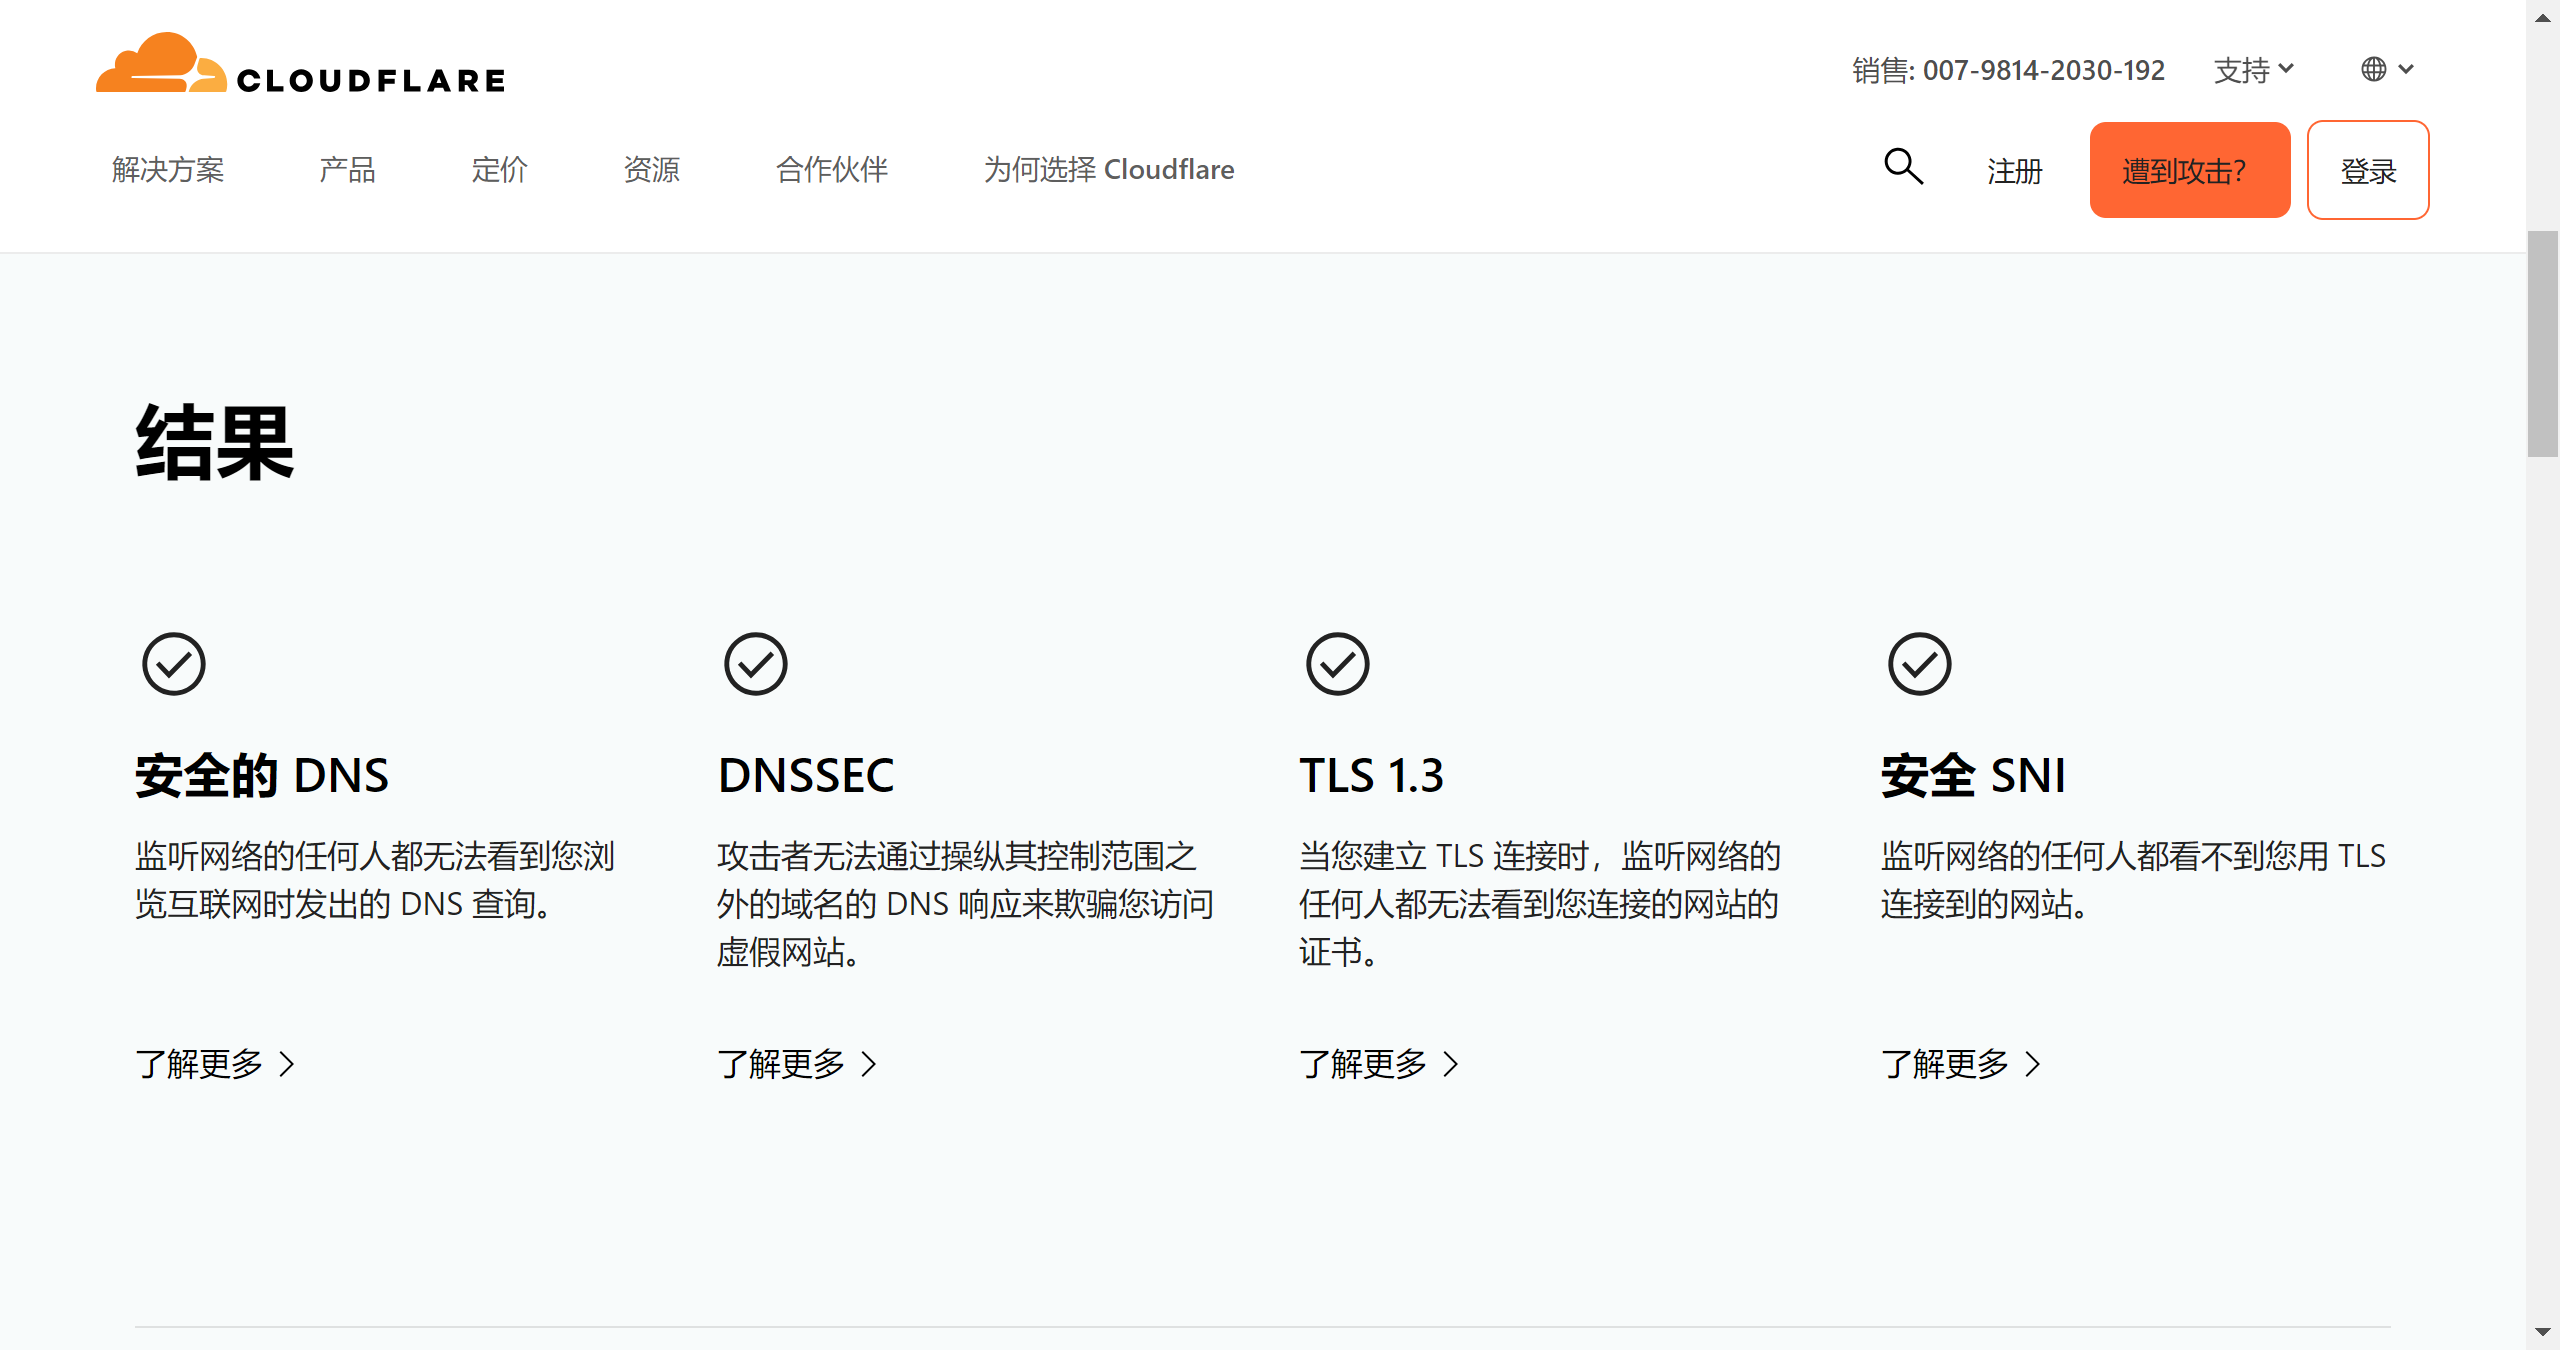 CLOUDFLARE
销售: 007-9814-2030-192
支持
解决方案
产品
定价
资源
合作伙伴
为何选择 Cloudflare
注册
遭到攻击?
登录
结果
安全的 DNS
监听网络的任何人都无法看到您浏
览互联网时发出的 DNS 查询。
了解更多
DNSSEC
攻击者无法通过操纵其控制范围之
外的域名的 DNS 响应来欺骗您访问
虚假网站。
了解更多
TLS 1.3
当您建立 TLS 连接时，监听网络的
任何人都无法看到您连接的网站的
证书。
了解更多
安全 SNI
监听网络的任何人都看不到您用 TLS
连接到的网站。
了解更多